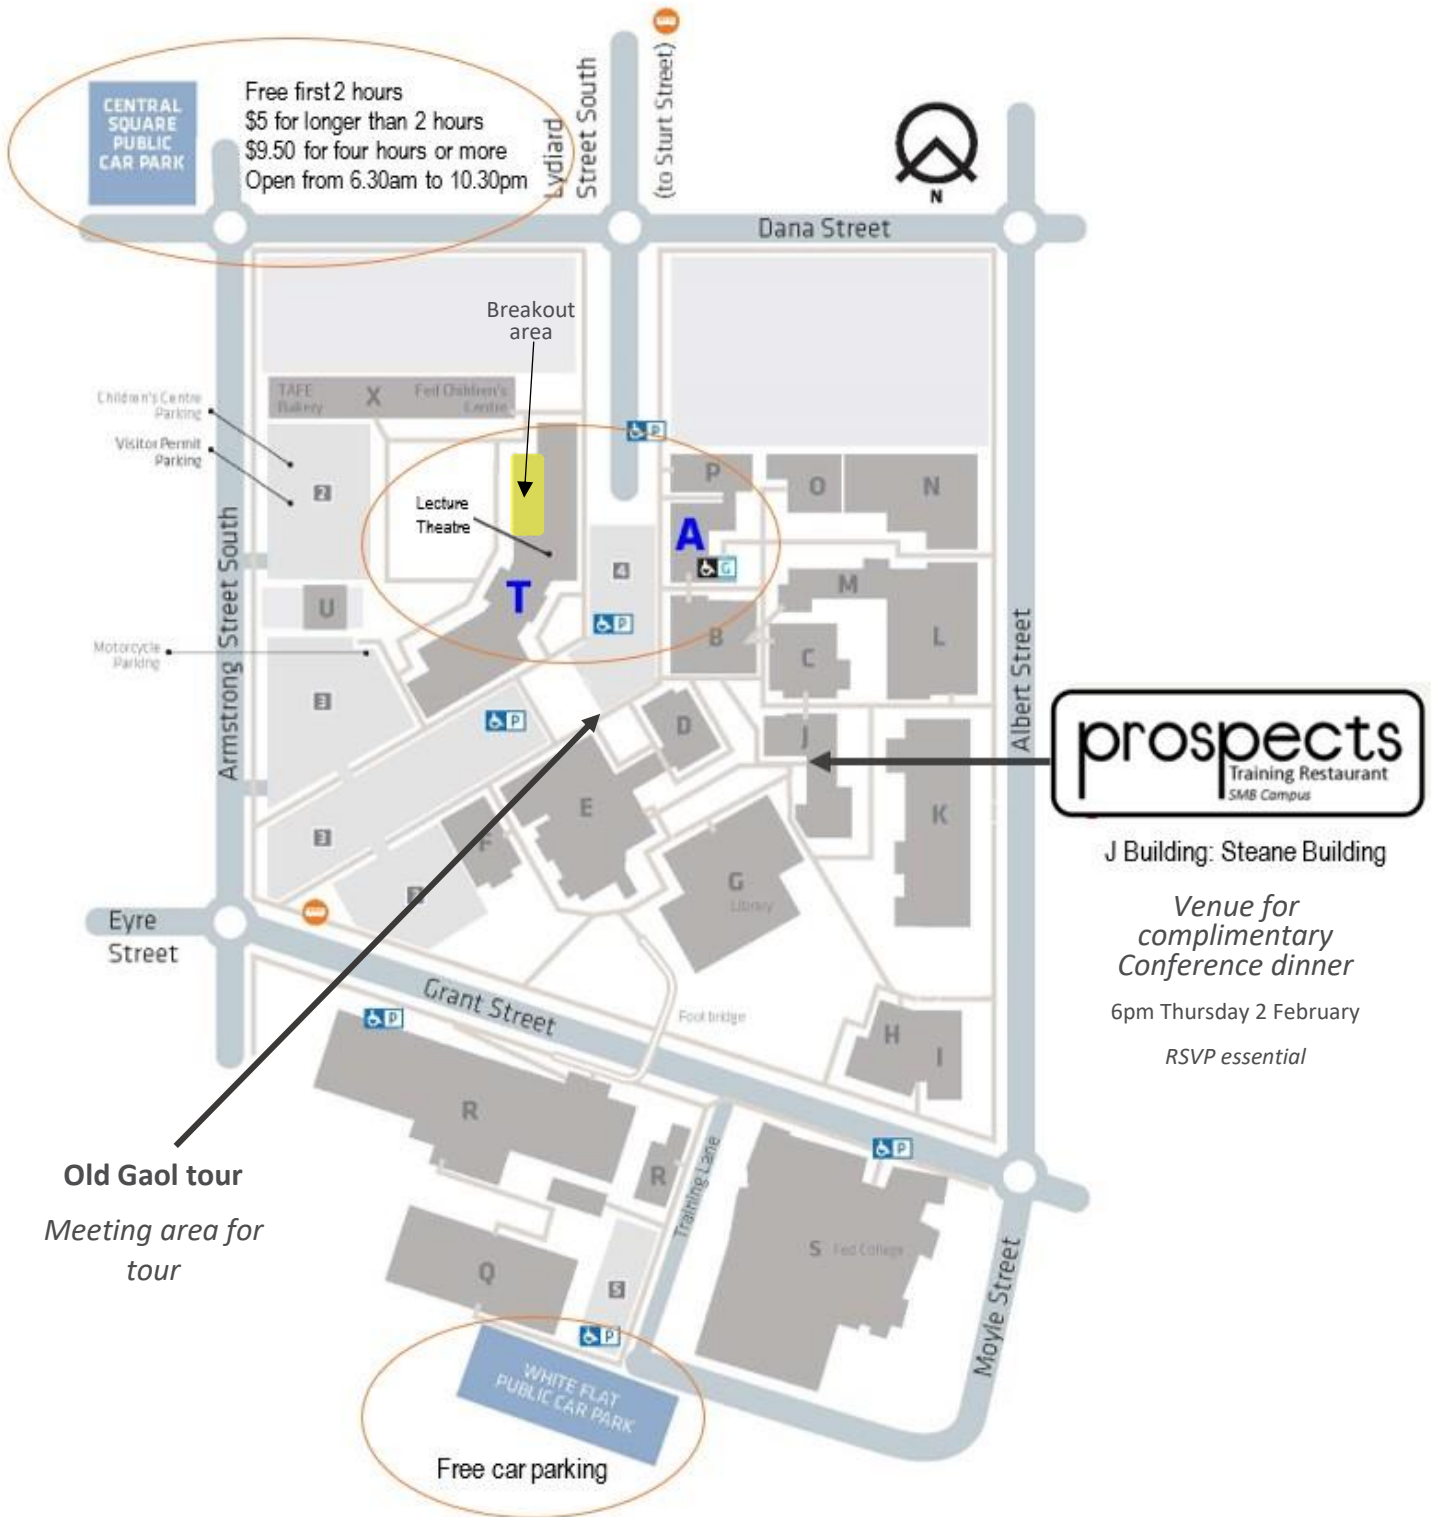 (to Sturt Street)
Lydiard
Street South
CENTRAL
SQUARE
PUBLIC
CAR PARK
Free first 2 hours
$5 for longer than 2 hours
$9.50 for four hours or more
Open from 6.30am to 10.30pm
N
Dana Street
Breakout
area
TAFE
Bakery
X
Fed Children's
Centre
Children's Centre
Parking
Visitor Permit
Parking
2
Lecture
Theatre
P
P
O
N
A
G
4
T
M
U
P
B
C
L
Motorcycle
Parking
Armstrong Street South
Albert Street
3
P
D
J
prospects
Training Restaurant
SMB Campus
E
K
3
F
J Building: Steane Building
G
Library
2
Venue for
complimentary
Conference dinner
6pm Thursday 2 February
RSVP essential
Eyre
Street
Grant Street
Foot bridge
P
H
I
R
P
R
Training Lane
Old Gaol tour
Meeting area for
tour
S
Fed College
Q
5
Moyle Street
P
WHITE FLAT
PUBLIC CAR PARK
Free car parking